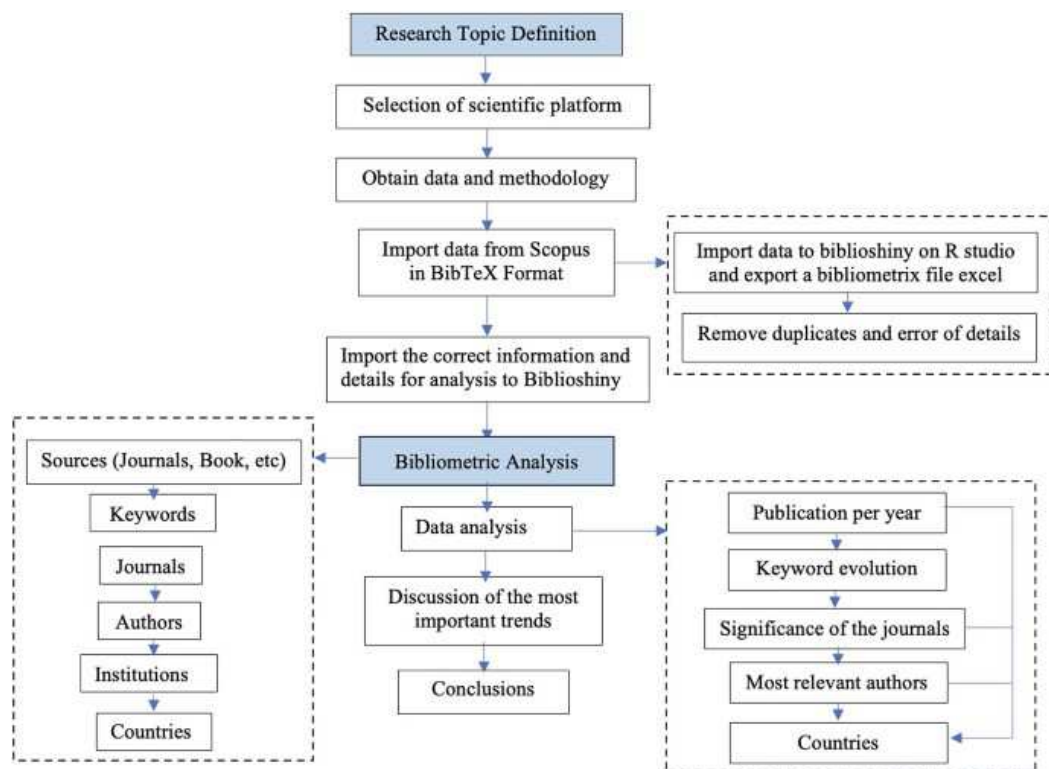 Research Topic Definition
Selection of scientific platform
Obtain data and methodology
Import data from Scopus
in BibTeX Format
Import data to biblioshiny on R studio
and export a bibliometrix file excel
Remove duplicates and error of details
Import the correct information and
details for analysis to Biblioshiny
Bibliometric Analysis
Sources (Journals, Book, etc)
Keywords
Journals
Authors
Institutions
Countries
Data analysis
Discussion of the most
important trends
Conclusions
Publication per year
Keyword evolution
Significance of the journals
Most relevant authors
Countries